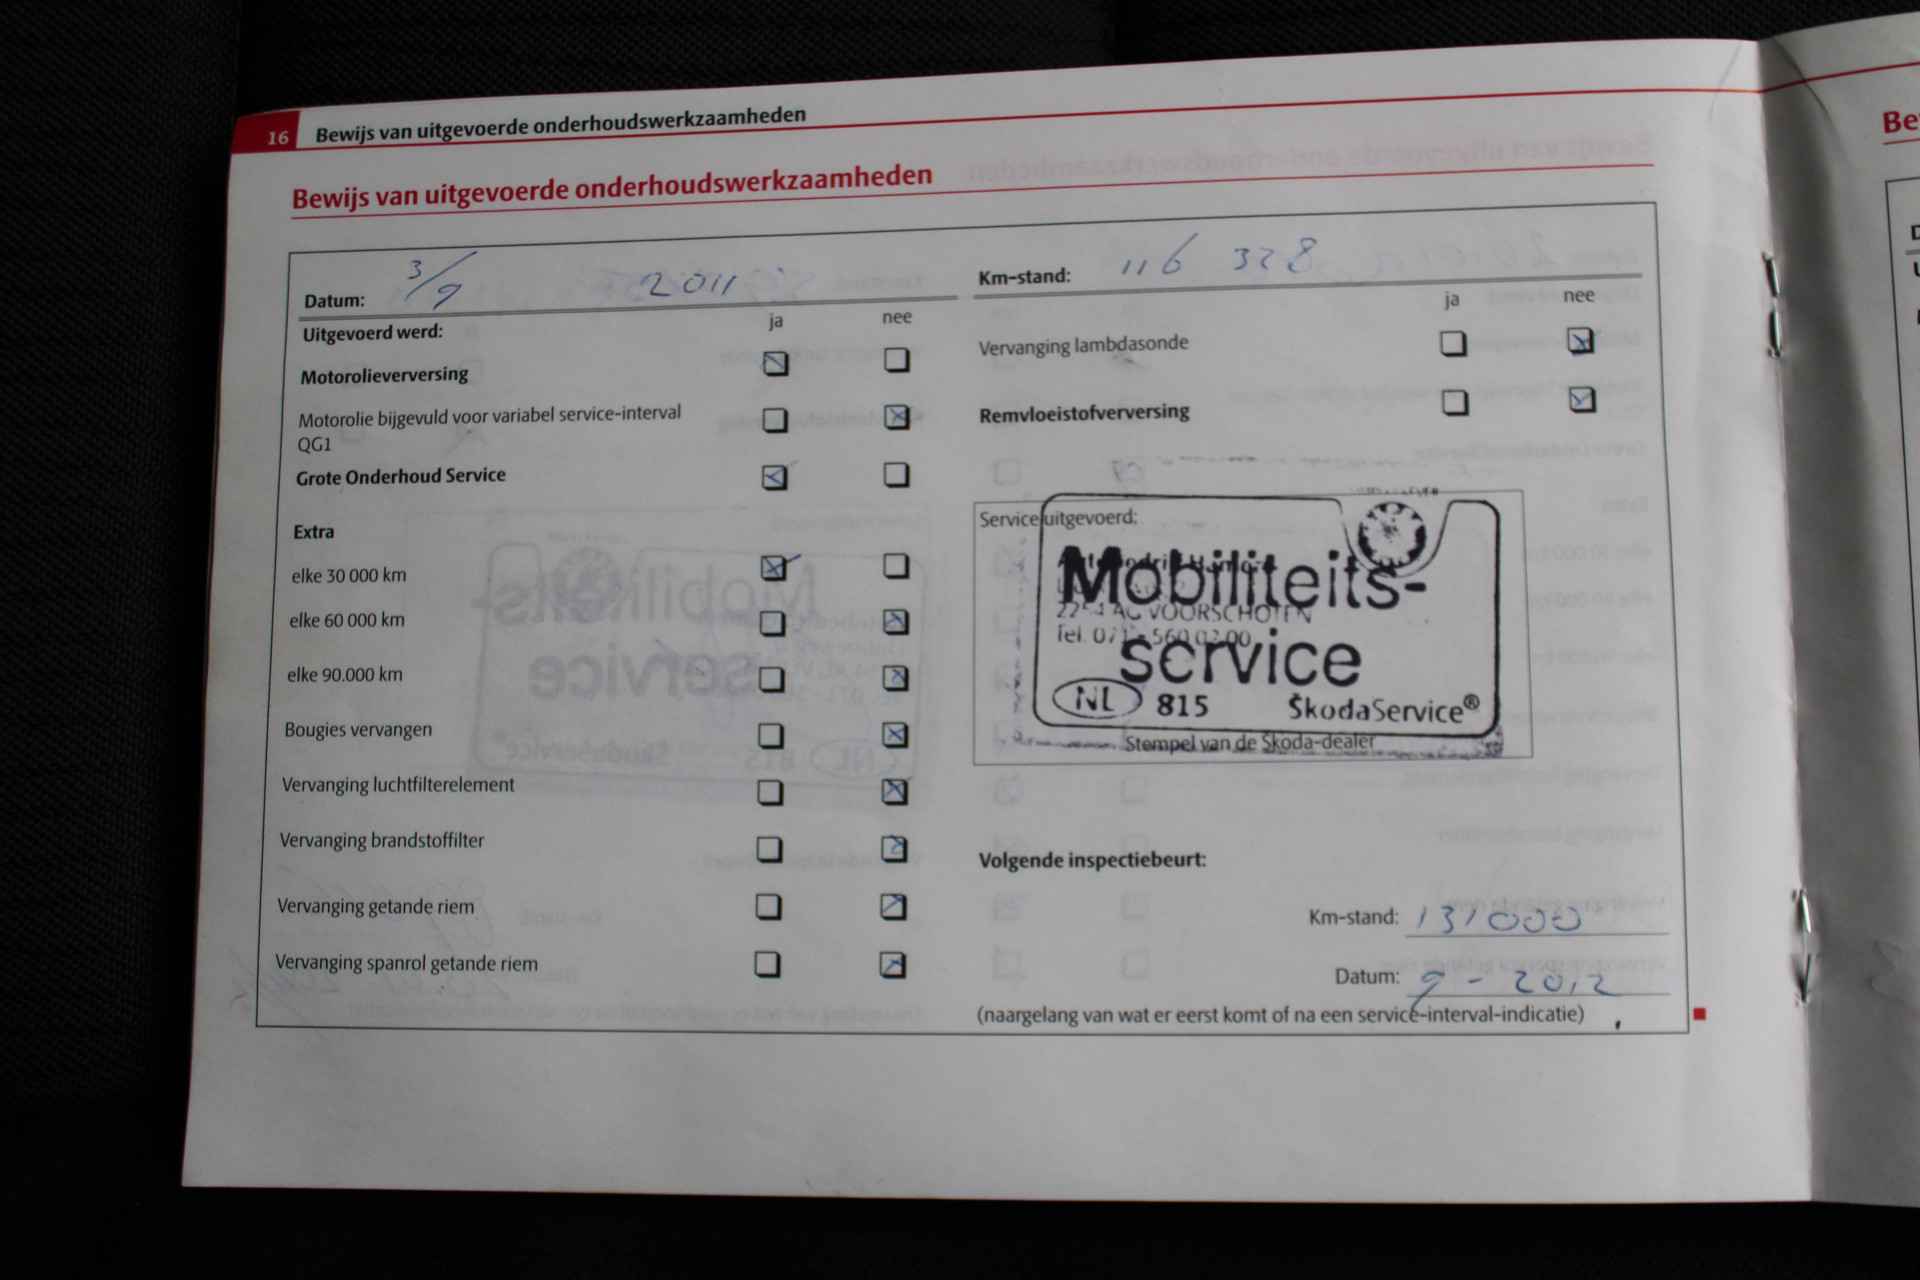 16 Bewijs van uitgevoerde onderhoudswerkzaamheden
Bewijs van uitgevoerde onderhoudswerkzaamheden
Datum: 3/9 2011
Uitgevoerd werd: ja nee
Motorolieverversing
Motorolie bijgevuld voor variabel service-interval
QG1
Grote Onderhoud Service
Extra
elke 30 000 km
elke 60 000 km
elke 90.000 km
Bougies vervangen
Vervanging luchtfilterelement
Vervanging brandstoffilter
Vervanging getande riem
Vervanging spanrol getande riem
Km-stand: 116 328
ja nee
Vervanging lambdasonde
Remvloeistofverversing
Service uitgevoerd:
Mobiliteits-
AC VOORSCHOTEN
Tel.
service
NL 815 ŠkodaService®
Stempel van de Škoda-dealer
Volgende inspectiebeurt:
Km-stand: 131000
Datum: 9 - 2012
(naargelang van wat er eerst komt of na een service-interval-indicatie)
Be